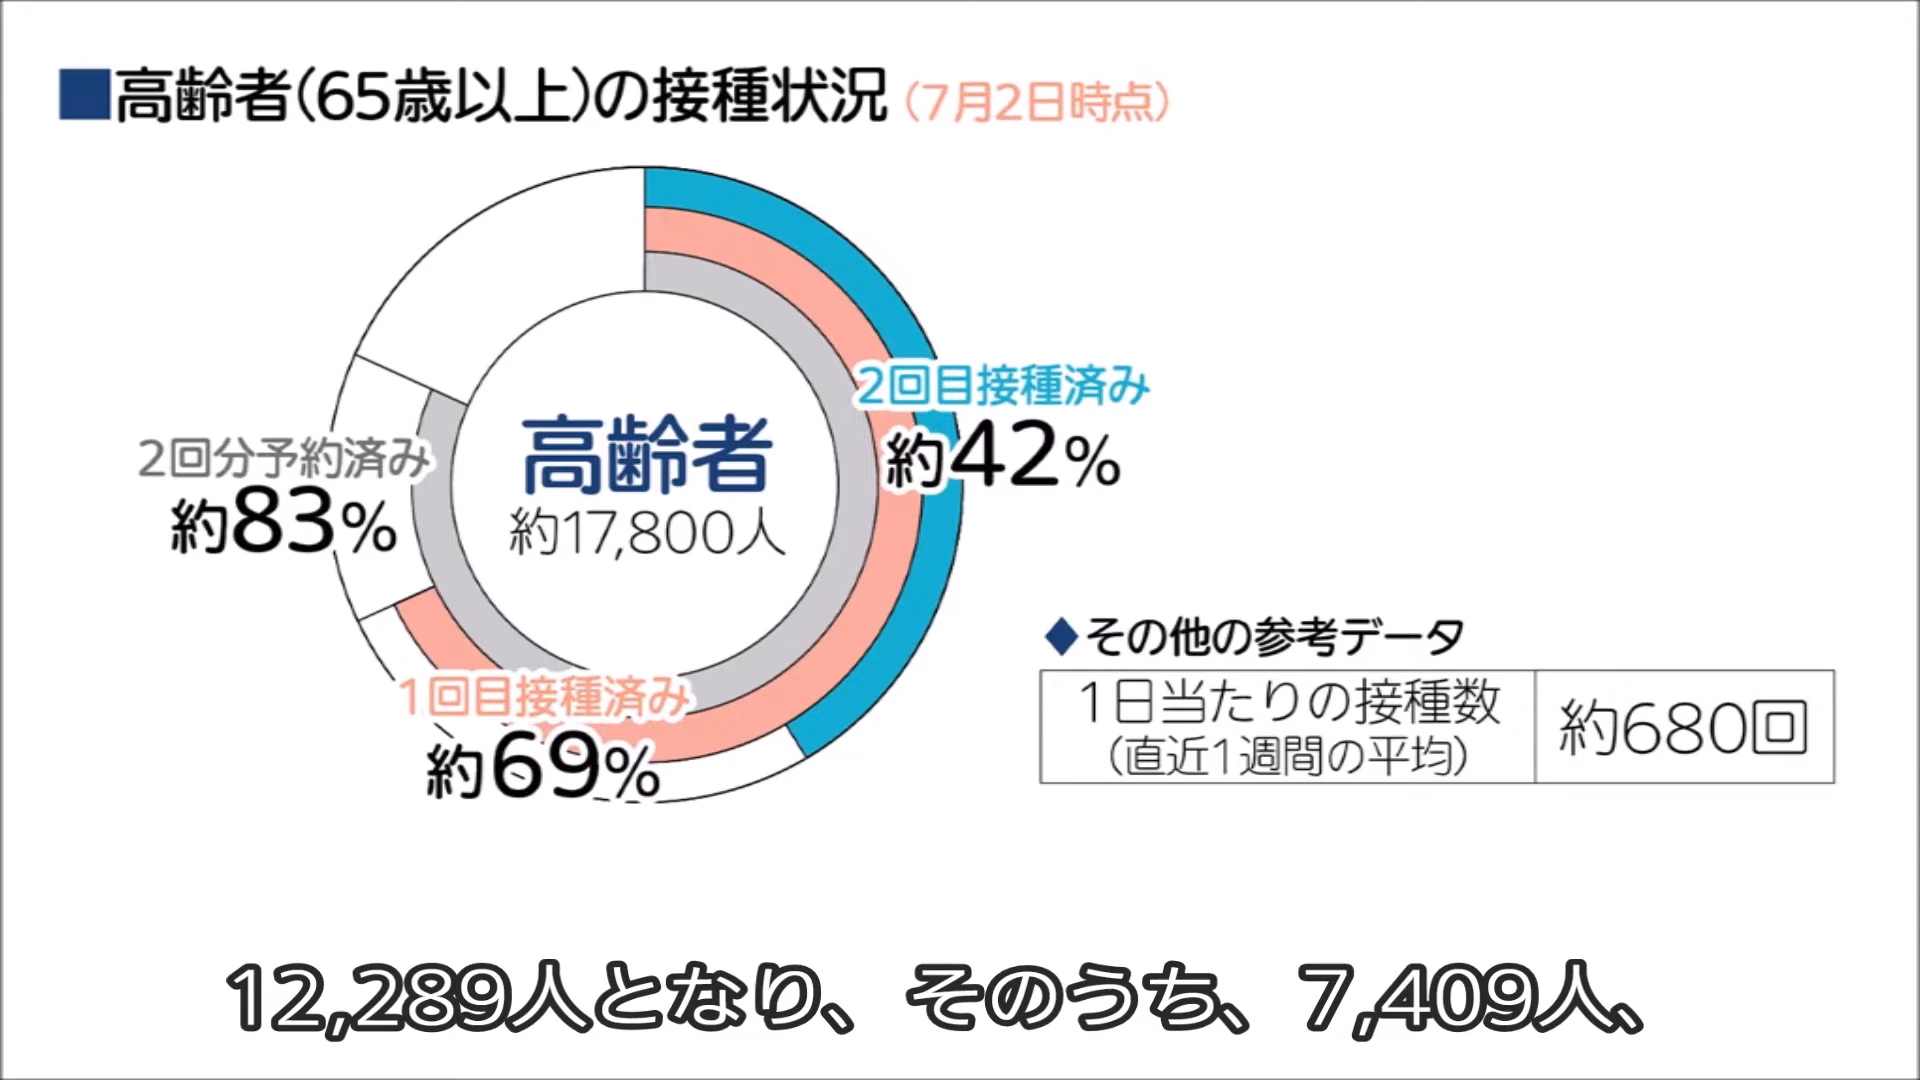 ■高齢者(65歳以上)の接種状況（7月2日時点）
2回目接種済み
約42%
2回分予約済み
約83%
高齢者
約17,800人
1回目接種済み
約69%
◆その他の参考データ
1日当たりの接種数
（直近1週間の平均）
約680回
12,289人となり、そのうち、7,409人、